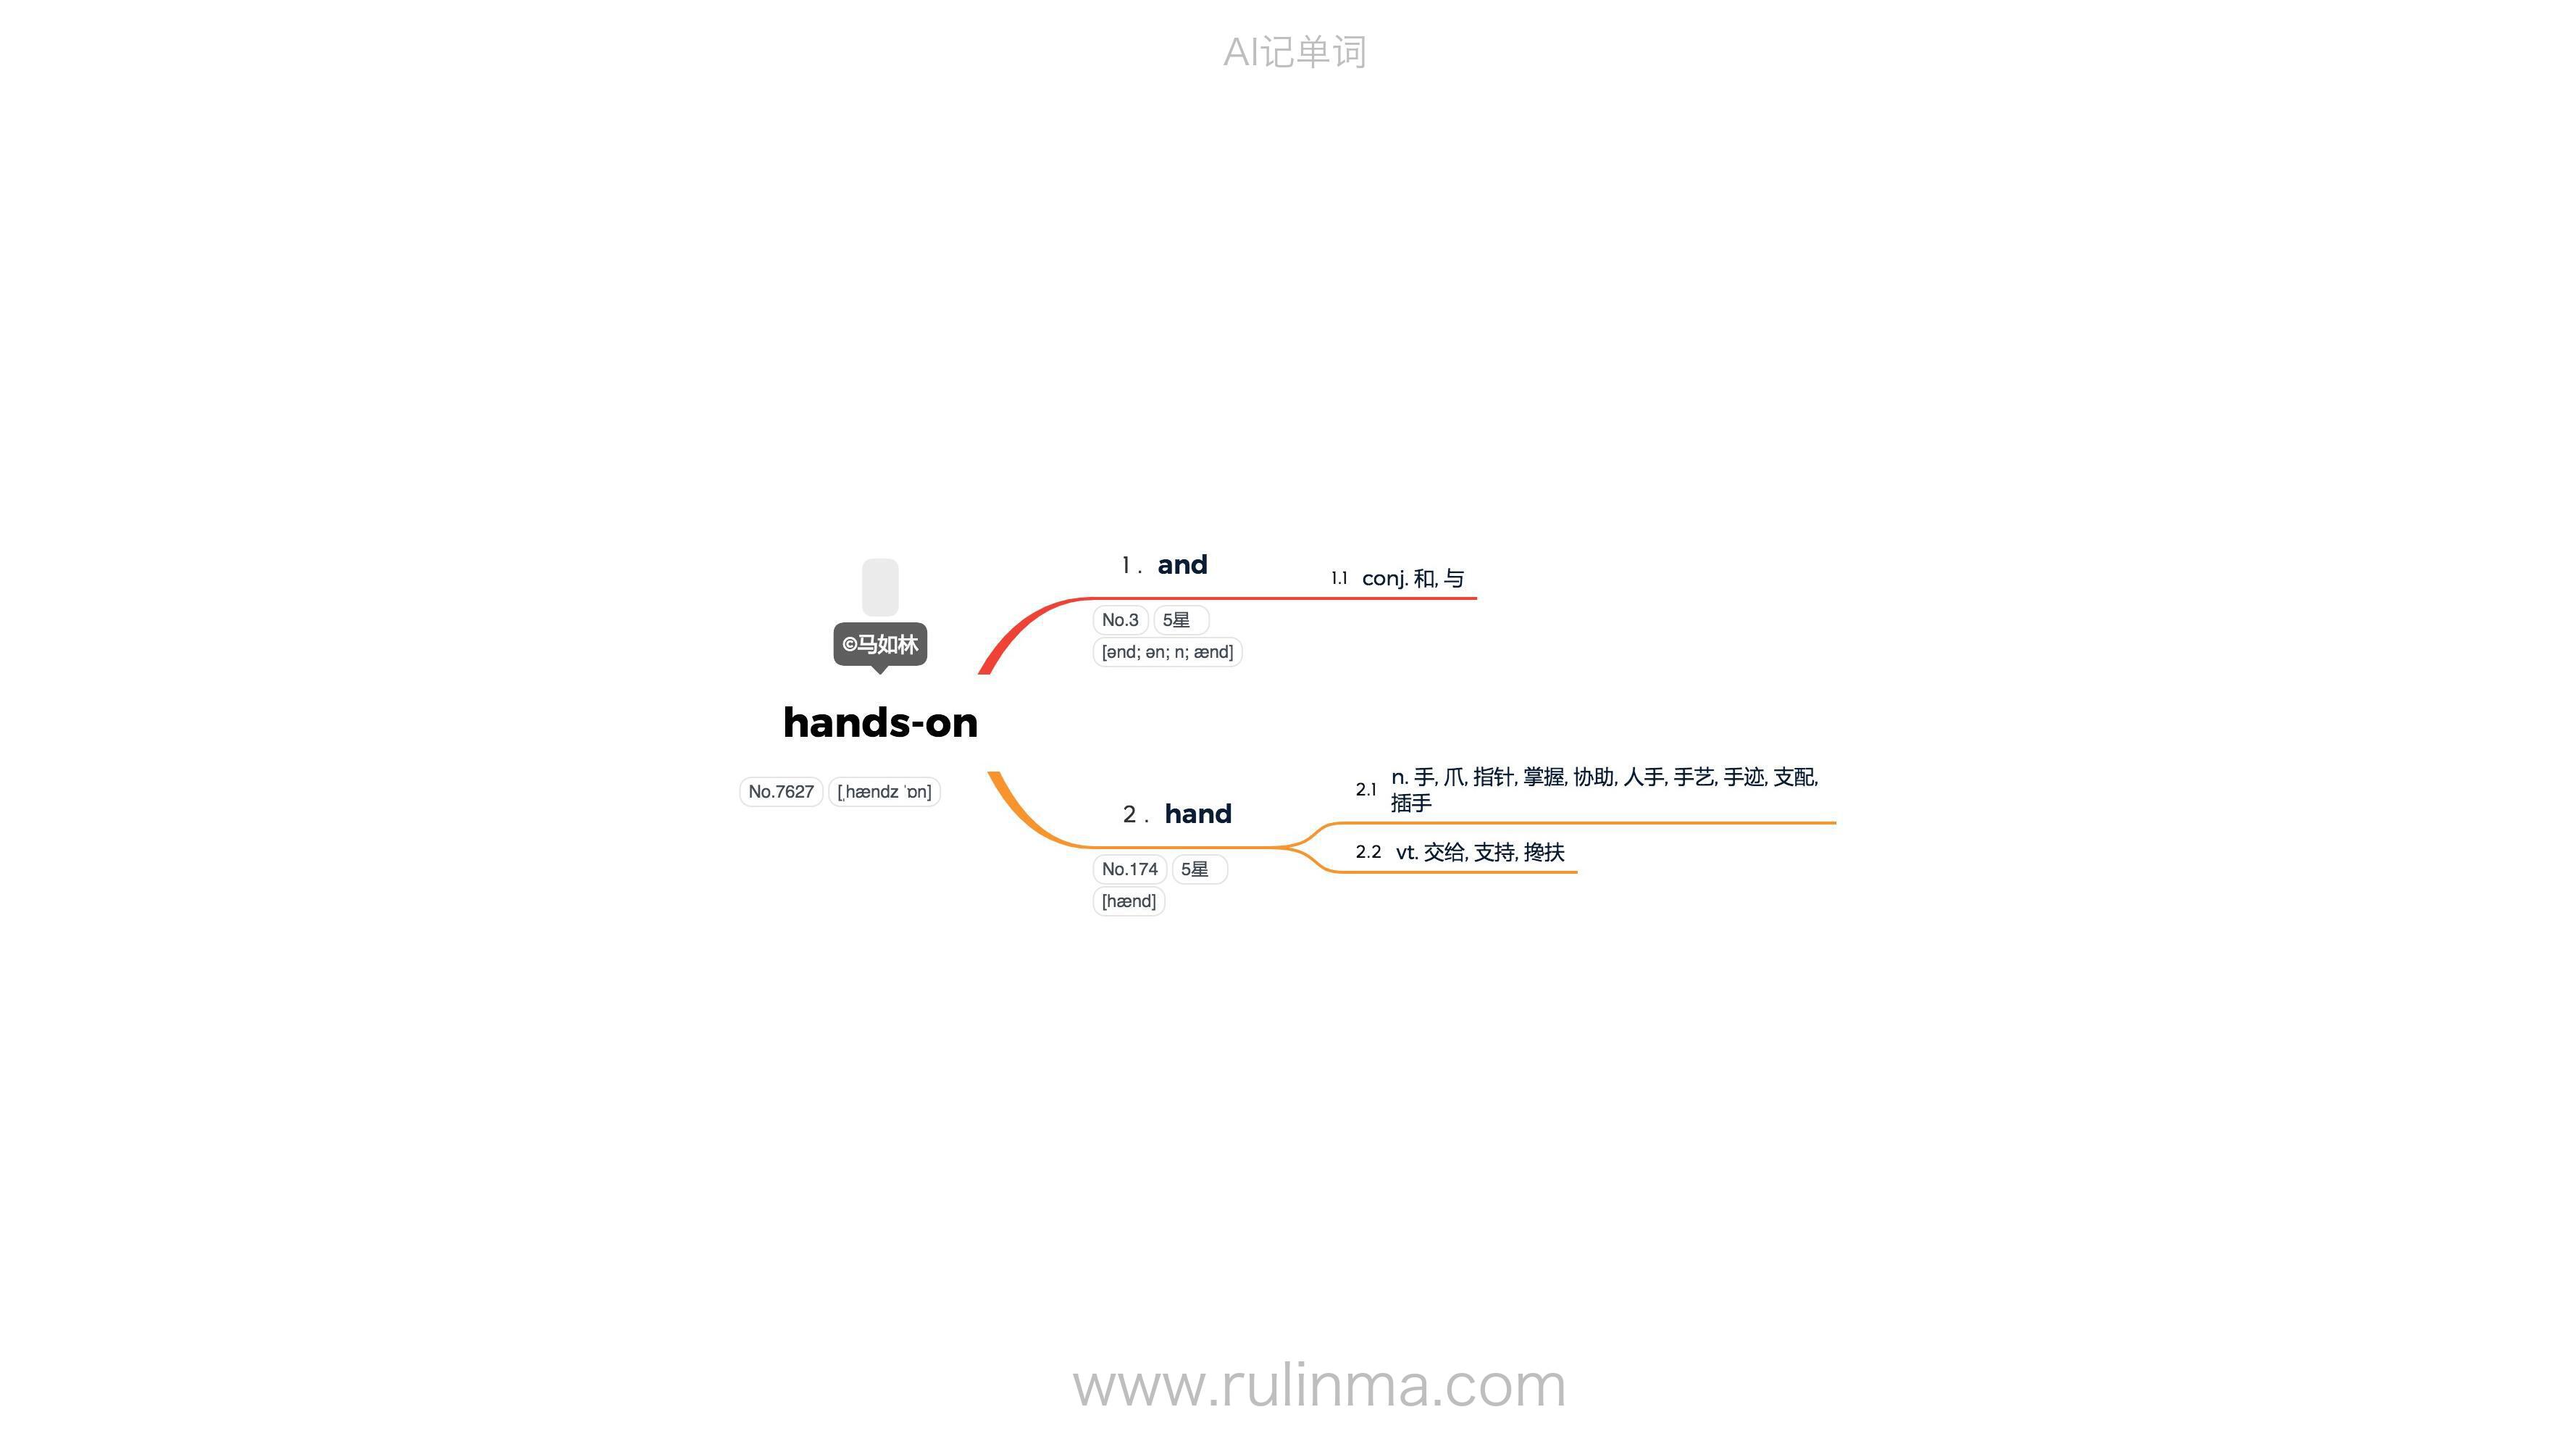 AI记单词
©马如林
hands-on
No.7627 [ˌhændz ˈɒn]
1 . and
No.3 5星
[ənd; ən; n; ænd]
1.1 conj. 和, 与
2 . hand
No.174 5星
[hænd]
2.1 n. 手, 爪, 指针, 掌握, 协助, 人手, 手艺, 手迹, 支配,
插手
2.2 vt. 交给, 支持, 搀扶
www.rulinma.com